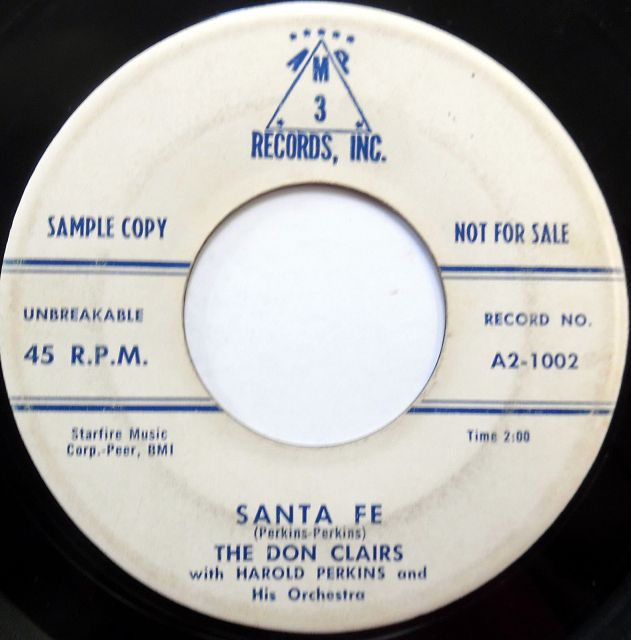 AMP
3
RECORDS, INC.
SAMPLE COPY
NOT FOR SALE
UNBREAKABLE
45 R.P.M.
RECORD NO.
A2-1002
Starfire Music
Corp.-Peer, BMI
Time 2:00
SANTA FE
(Perkins-Perkins)
THE DON CLAIRS
with HAROLD PERKINS and
His Orchestra